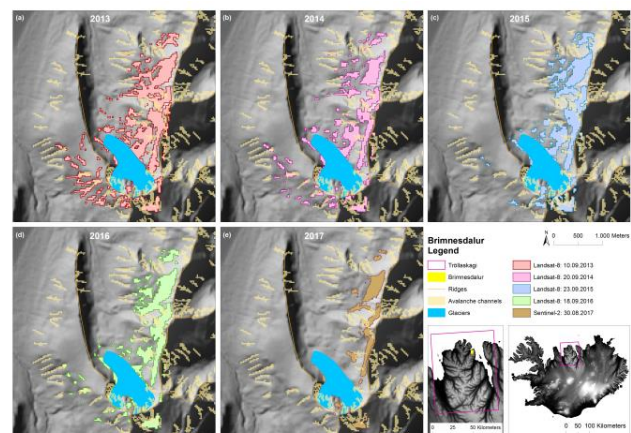 (a) 2013
(b) 2014
(c) 2015
(d) 2016
(e) 2017
N
0 500 1.000 Meters
Brimnesdalur
Legend
Tröllaskagi
Brimnesdalur
Ridges
Avalanche channels
Glaciers
Landsat-8: 10.09.2013
Landsat-8: 20.09.2014
Landsat-8: 23.09.2015
Landsat-8: 18.09.2016
Sentinel-2: 30.08.2017
0 25 50 Kilometers
0 50 100 Kilometers